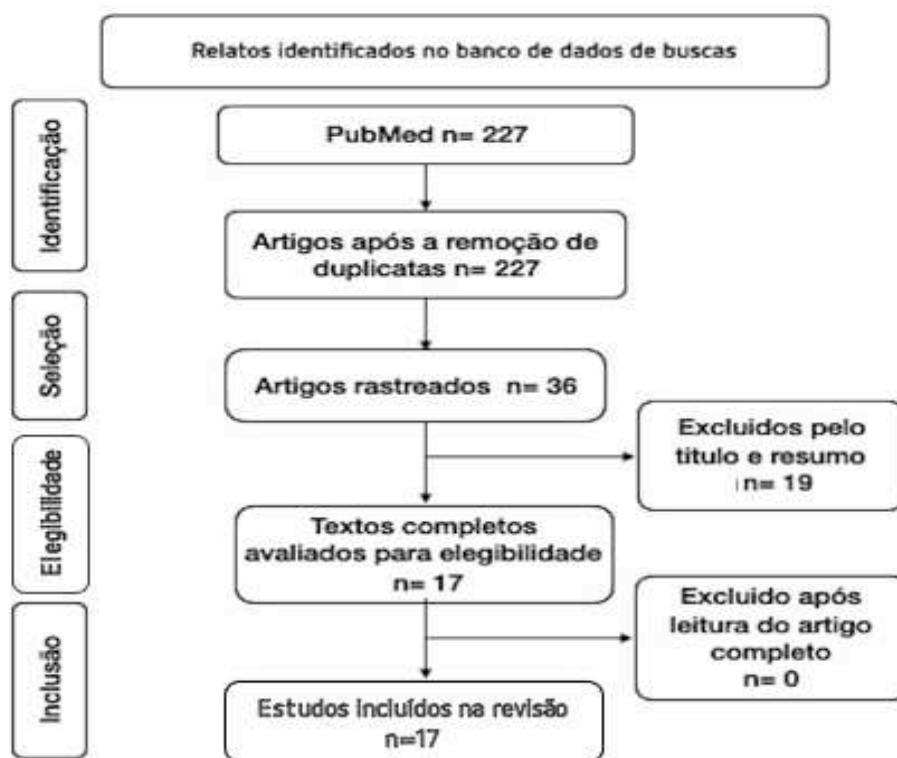 Relatos identificados no banco de dados de buscas
Identificação
PubMed n= 227
Artigos após a remoção de
duplicatas n= 227
Seleção
Artigos rastreados n= 36
Excluidos pelo
titulo e resumo
n= 19
Elegibilidade
Textos completos
avaliados para elegibilidade
n= 17
Excluido após
leitura do artigo
completo
n= 0
Inclusão
Estudos incluídos na revisão
n=17